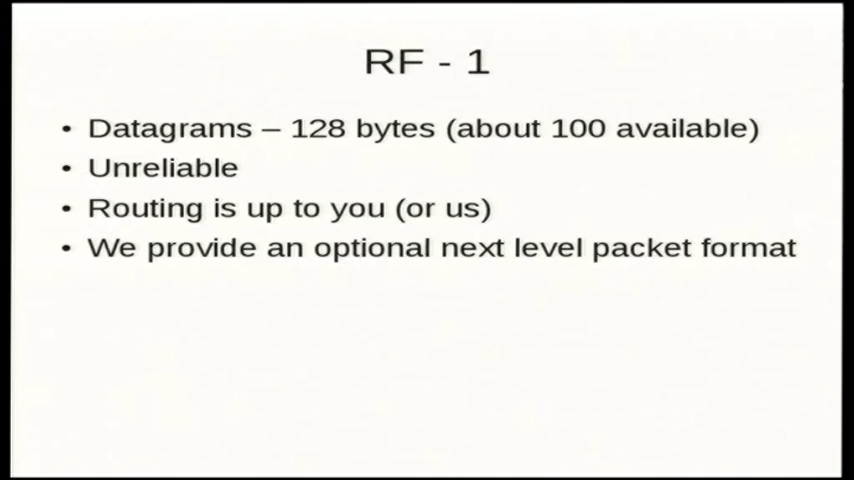 RF - 1
• Datagrams – 128 bytes (about 100 available)
• Unreliable
• Routing is up to you (or us)
• We provide an optional next level packet format